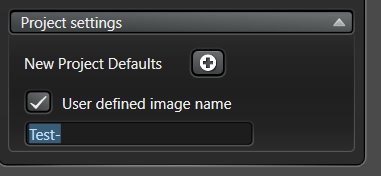 Project settings
New Project Defaults
User defined image name
Test-